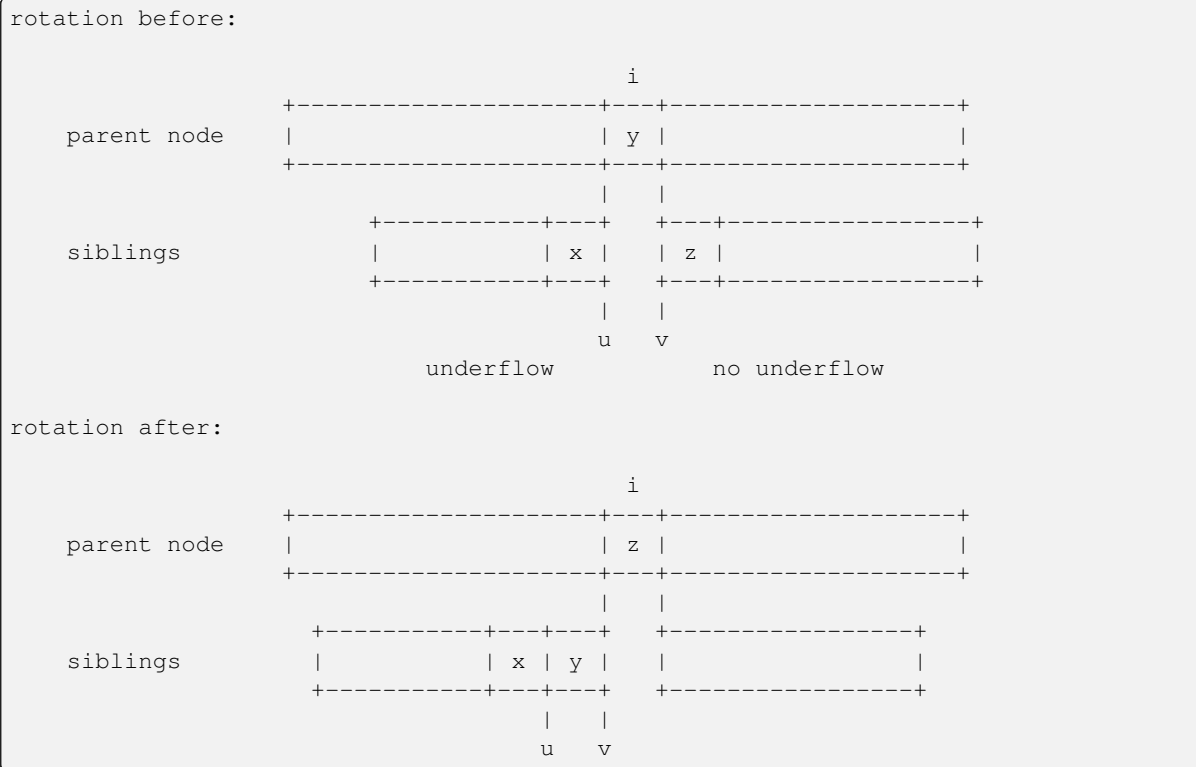 rotation before:
                                           i
                   +---------------------+---+--------------------+
    parent node    |                     | y |                    |
                   +---------------------+---+--------------------+
                                         |   |
                         +-----------+---+   +---+-----------------+
    siblings             |           | x |   | z |                 |
                         +-----------+---+   +---+-----------------+
                                         |   |
                                         u   v
                             underflow           no underflow
rotation after:
                                           i
                   +---------------------+---+--------------------+
    parent node    |                     | z |                    |
                   +---------------------+---+--------------------+
                                         |   |
                     +-----------+---+---+   +-----------------+
    siblings         |           | x | y |   |                 |
                     +-----------+---+---+   +-----------------+
                                     |   |
                                     u   v